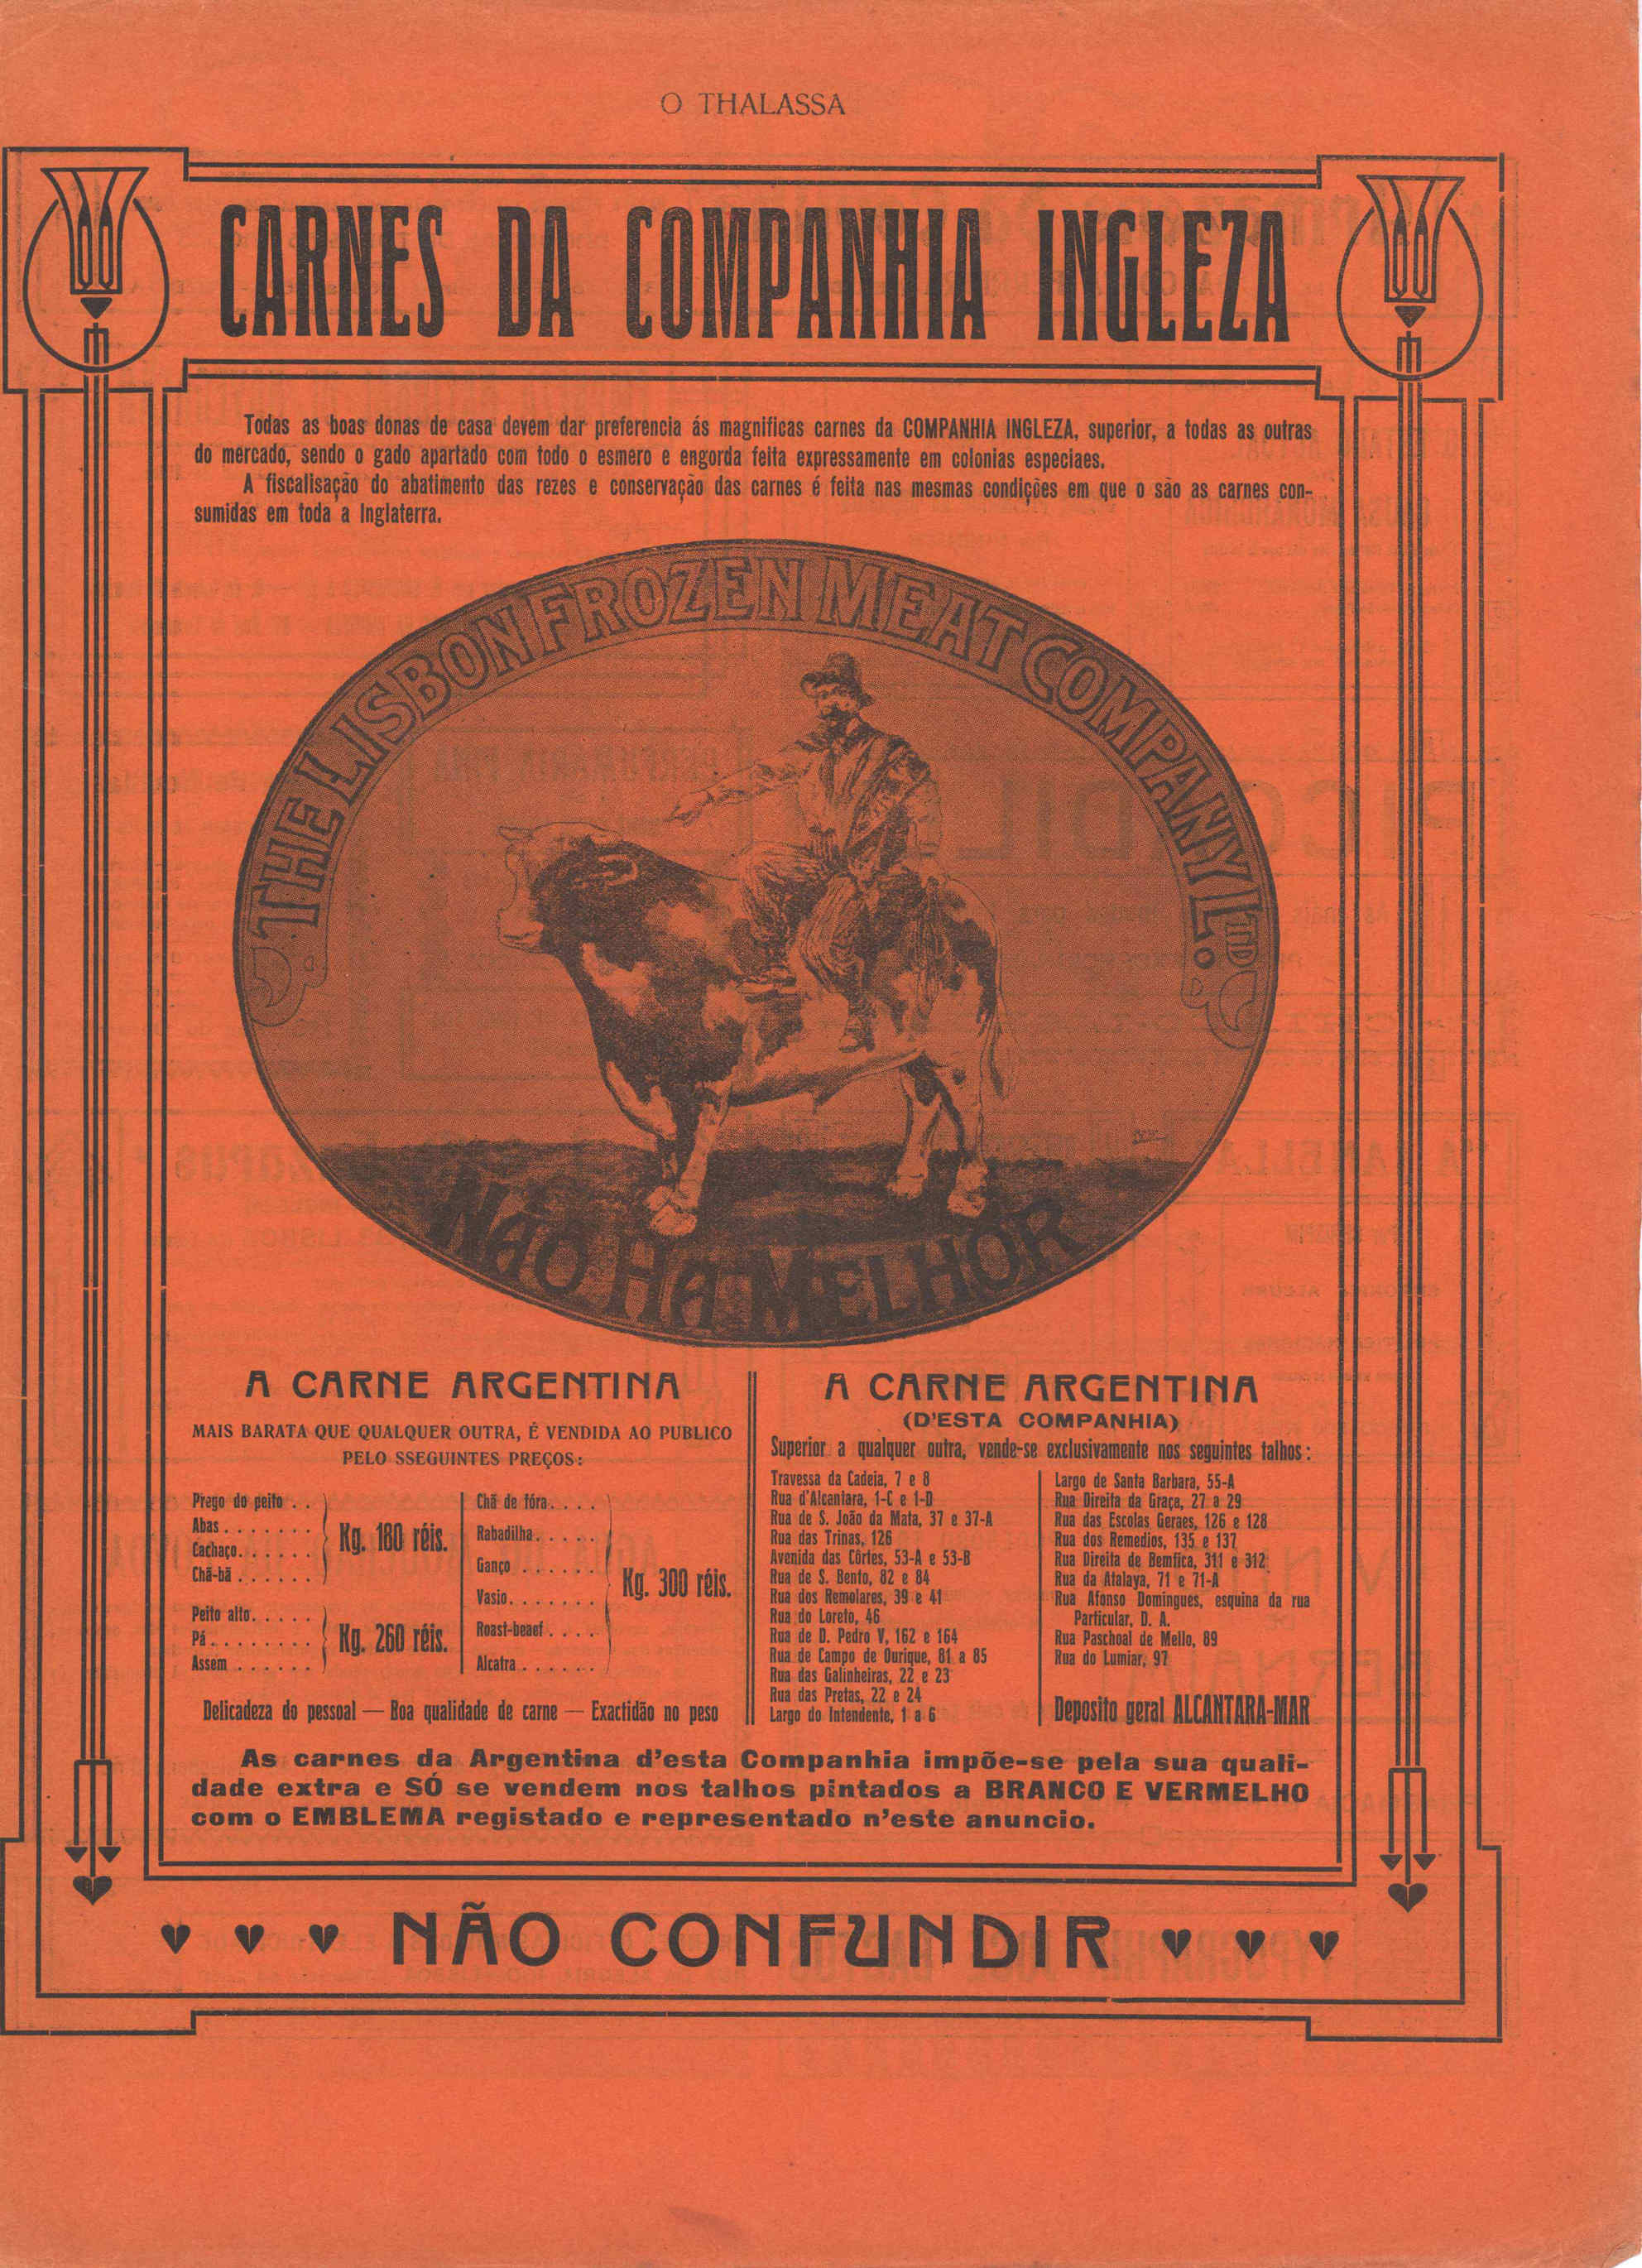 O THALASSA
CARNES DA COMPANHIA INGLEZA
Todas as boas donas de casa devem dar preferencia ás magnificas carnes da COMPANHIA INGLEZA, superior, a todas as outras
do mercado, sendo o gado apartado com todo o esmero e engorda feita expressamente em colonias especiaes.
A fiscalisação do abatimento das rezes e conservação das carnes é feita nas mesmas condições em que o são as carnes con-
sumidas em toda a Inglaterra.
THE LISBON FROZEN MEAT COMPANY LTD
NÃO HA MELHOR
A CARNE ARGENTINA
MAIS BARATA QUE QUALQUER OUTRA, É VENDIDA AO PUBLICO
PELO SSEGUINTES PREÇOS:
Prego do peito . .
Abas . . . . . . .
Cachaço. . . . . .
Chã-bã . . . . . .
Kg. 180 réis.
Peito alto. . . . .
Pá. . . . . . . . .
Assem . . . . . .
Kg. 260 réis.
Chã de fóra. . . .
Rabadilha. . . . .
Ganço . . . . . .
Vasio. . . . . . .
Roast-beaef . . . .
Alcatra . . . . . .
Kg. 300 réis.
Delicadeza do pessoal — Boa qualidade de carne — Exactidão no peso
A CARNE ARGENTINA
(D'ESTA COMPANHIA)
Superior a qualquer outra, vende-se exclusivamente nos seguintes talhos:
Travessa da Cadeia, 7 e 8
Rua d'Alcantara, 1-C e 1-D
Rua de S. João da Mata, 37 e 37-A
Rua das Trinas, 126
Avenida das Côrtes, 53-A e 53-B
Rua de S. Bento, 82 e 84
Rua dos Remolares, 39 e 41
Rua do Loreto, 46
Rua de D. Pedro V, 162 e 164
Rua de Campo de Ourique, 81 a 85
Rua das Galinheiras, 22 e 23
Rua das Pretas, 22 e 24
Largo do Intendente, 1 a 6
Largo de Santa Barbara, 55-A
Rua Direita da Graça, 27 a 29
Rua das Escolas Geraes, 126 e 128
Rua dos Remedios, 135 e 137
Rua Direita de Bemfica, 311 e 312
Rua da Atalaya, 71 e 71-A
Rua Afonso Domingues, esquina da rua
Particular, D. A.
Rua Paschoal de Mello, 89
Rua do Lumiar, 97
Deposito geral ALCANTARA-MAR
As carnes da Argentina d'esta Companhia impõe-se pela sua quali-
dade extra e SÓ se vendem nos talhos pintados a BRANCO E VERMELHO
com o EMBLEMA registado e representado n'este anuncio.
NÃO CONFUNDIR